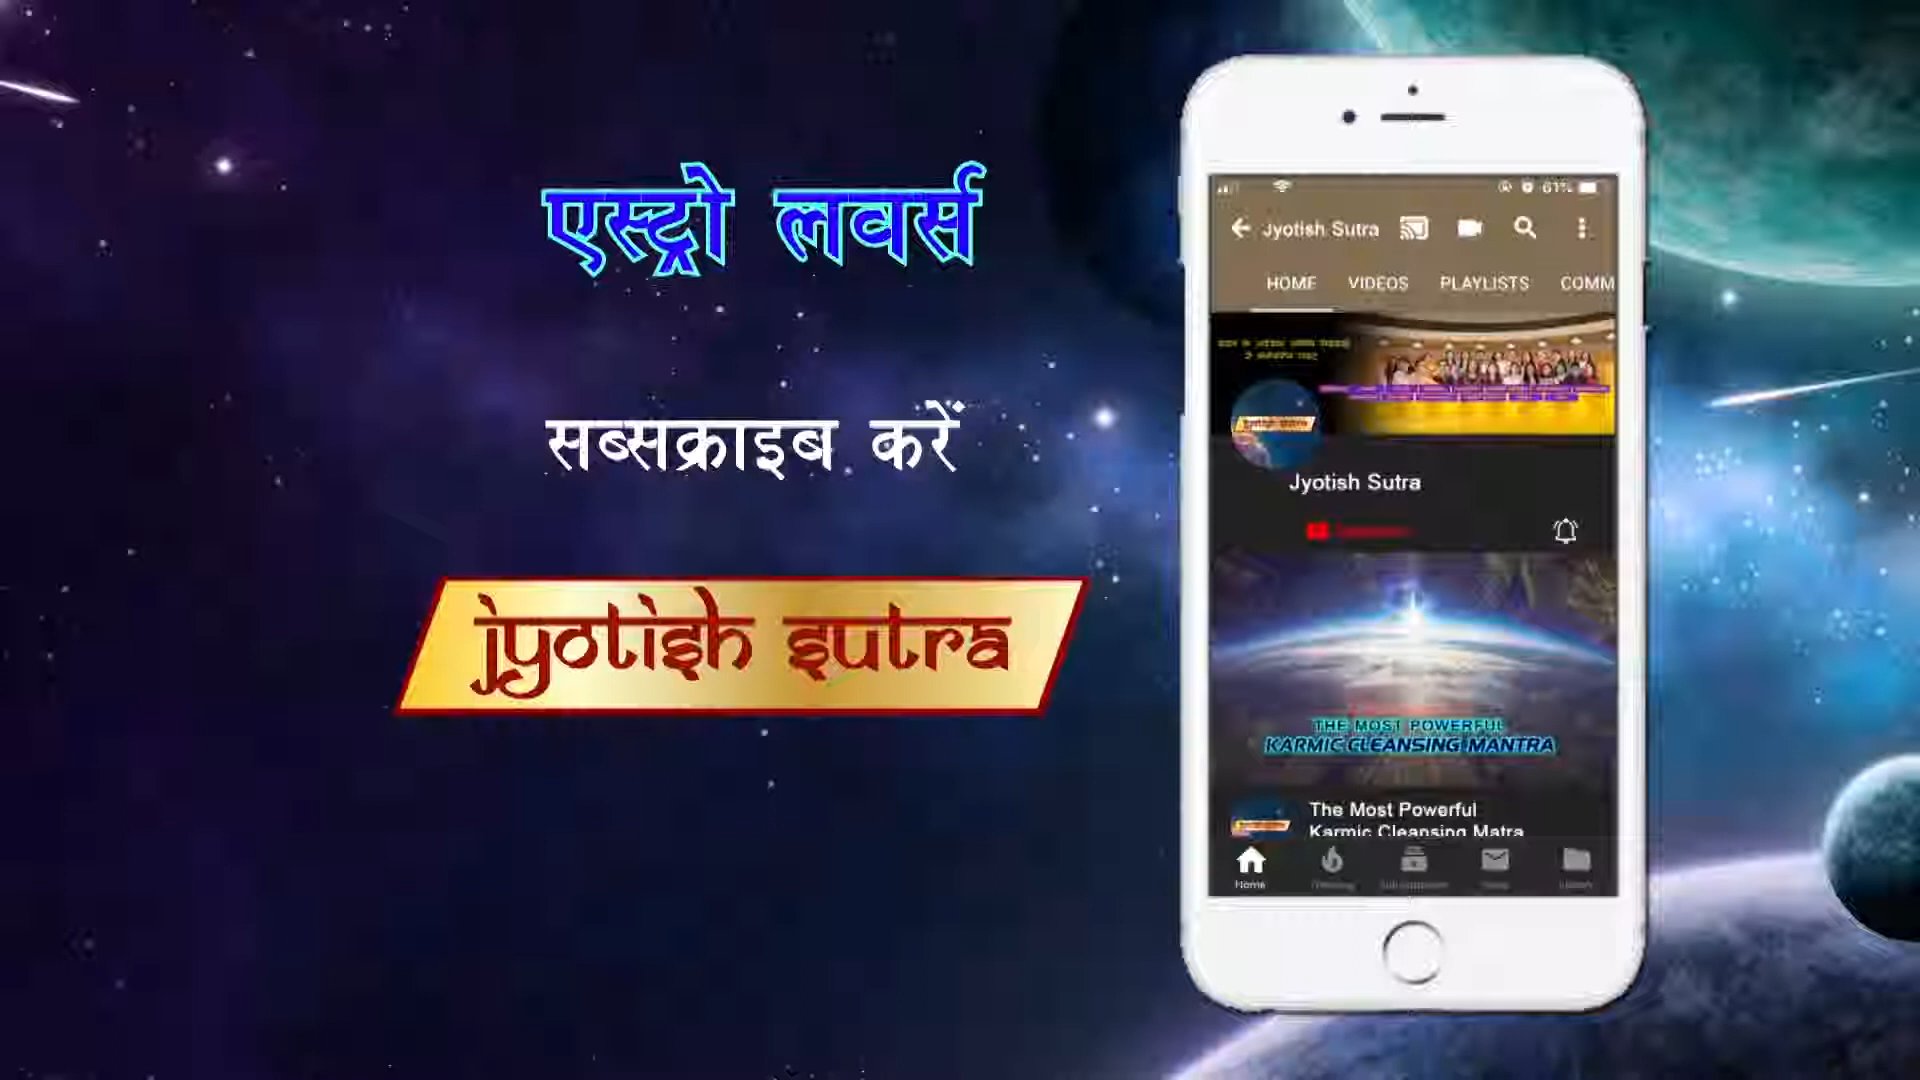 एस्ट्रो लवर्स
सब्सक्राइब करें
Jyotish Sutra
61%
Jyotish Sutra
HOME VIDEOS PLAYLISTS COMM
Jyotish Sutra
THE MOST POWERFUL
KARMIC CLEANSING MANTRA
The Most Powerful
Karmic Cleansing Matra
Home